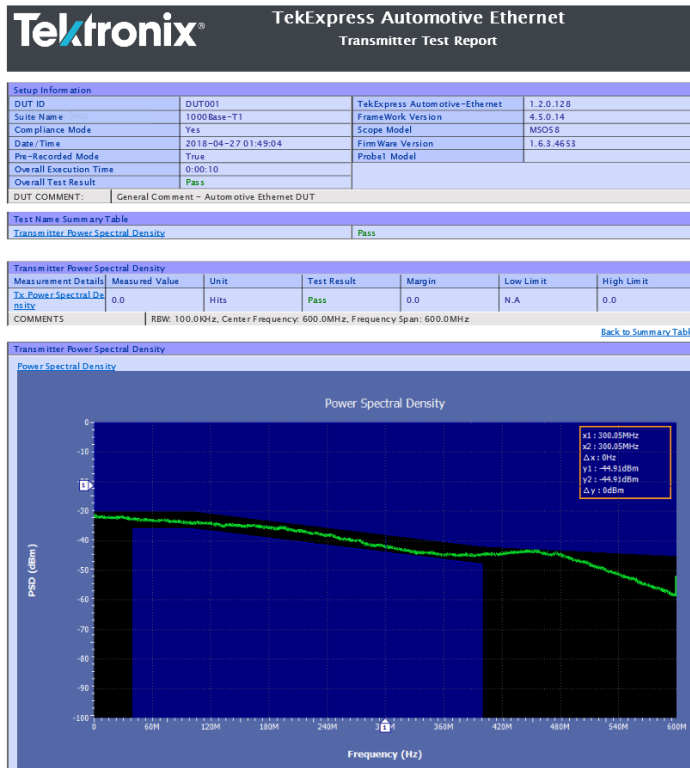 Tektronix®
TekExpress Automotive Ethernet
Transmitter Test Report
Setup Information
DUT ID DUT001 TekExpress Automotive-Ethernet 1.2.0.128
Suite Name 1000Base-T1 FrameWork Version 4.5.0.14
Compliance Mode Yes Scope Model MSO58
Date/Time 2018-04-27 01:49:04 FirmWare Version 1.6.3.4653
Pre-Recorded Mode True Probe1 Model
Overall Execution Time 0:00:10
Overall Test Result Pass
DUT COMMENT: General Comment - Automotive Ethernet DUT
Test Name Summary Table
Transmitter Power Spectral Density Pass
Transmitter Power Spectral Density
Measurement Details Measured Value Unit Test Result Margin Low Limit High Limit
Tx Power Spectral De
nsity 0.0 Hits Pass 0.0 N.A 0.0
COMMENTS RBW: 100.0KHz, Center Frequency: 600.0MHz, Frequency Span: 600.0MHz
Back to Summary Tabl
Transmitter Power Spectral Density
Power Spectral Density
Power Spectral Density
x1 : 300.05MHz
x2 : 300.05MHz
Δx : 0Hz
y1 : -44.91dBm
y2 : -44.91dBm
Δy : 0dBm
PSD (dBm)
0
-10
1
-30
-40
-50
-60
-70
-80
-90
-100
0 60M 120M 180M 240M 1 360M 420M 480M 540M 600M
Frequency (Hz)